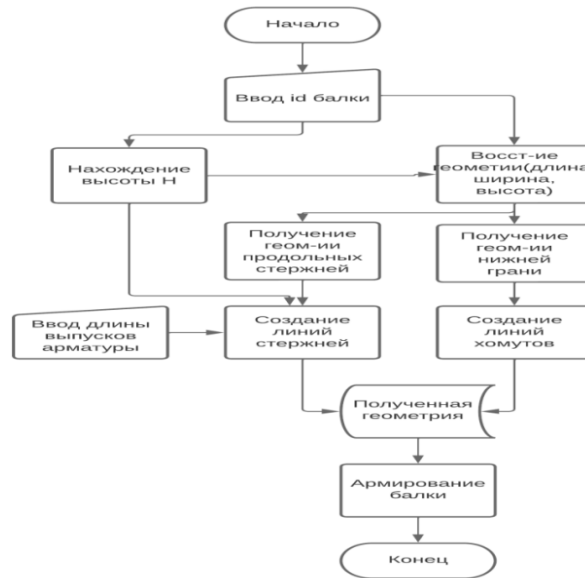 Начало
Ввод id балки
Нахождение
высоты H
Восст-ие
геометии(длина,
ширина,
высота)
Получение
геом-ии
продольных
стержней
Получение
геом-ии
нижней
грани
Ввод длины
выпусков
арматуры
Создание
линий
стержней
Создание
линий
хомутов
Полученная
геометрия
Армирование
балки
Конец